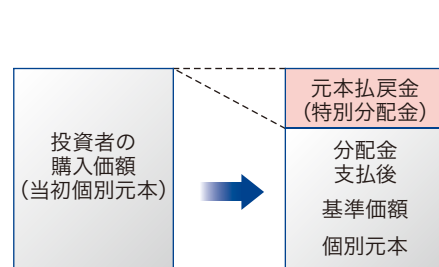 投資者の
購入価額
（当初個別元本）
元本払戻金
（特別分配金）
分配金
支払後
基準価額
個別元本